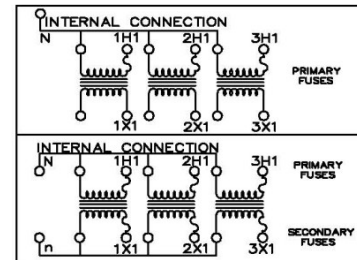 INTERNAL CONNECTION
N 1H1 2H1 3H1
PRIMARY
FUSES
1X1 2X1 3X1
INTERNAL CONNECTION
N 1H1 2H1 3H1
PRIMARY
FUSES
n 1X1 2X1 3X1
SECONDARY
FUSES